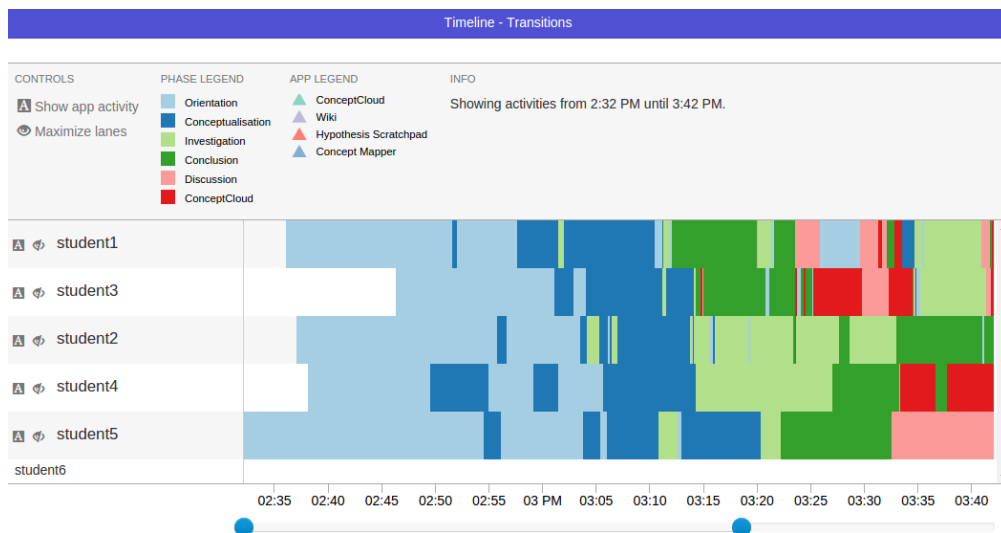 Timeline - Transitions
CONTROLS
A Show app activity
Maximize lanes
PHASE LEGEND
Orientation
Conceptualisation
Investigation
Conclusion
Discussion
ConceptCloud
APP LEGEND
ConceptCloud
Wiki
Hypothesis Scratchpad
Concept Mapper
INFO
Showing activities from 2:32 PM until 3:42 PM.
A student1
A student3
A student2
A student4
A student5
student6
02:35 02:40 02:45 02:50 02:55 03 PM 03:05 03:10 03:15 03:20 03:25 03:30 03:35 03:40